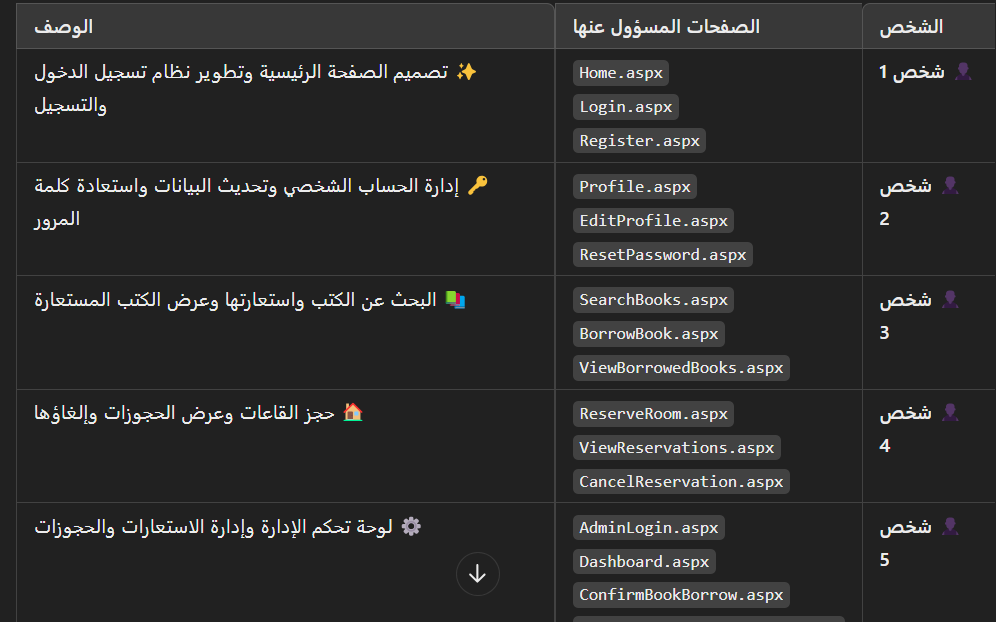 الشخص
الصفحات المسؤول عنها
الوصف
👤 شخص 1
Home.aspx
Login.aspx
Register.aspx
✨ تصميم الصفحة الرئيسية وتطوير نظام تسجيل الدخول
والتسجيل
👤 شخص
2
Profile.aspx
EditProfile.aspx
ResetPassword.aspx
🔑 إدارة الحساب الشخصي وتحديث البيانات واستعادة كلمة
المرور
👤 شخص
3
SearchBooks.aspx
BorrowBook.aspx
ViewBorrowedBooks.aspx
📚 البحث عن الكتب واستعارتها وعرض الكتب المستعارة
👤 شخص
4
ReserveRoom.aspx
ViewReservations.aspx
CancelReservation.aspx
🏠 حجز القاعات وعرض الحجوزات وإلغاؤها
👤 شخص
5
AdminLogin.aspx
Dashboard.aspx
ConfirmBookBorrow.aspx
⚙️ لوحة تحكم الإدارة وإدارة الاستعارات والحجوزات